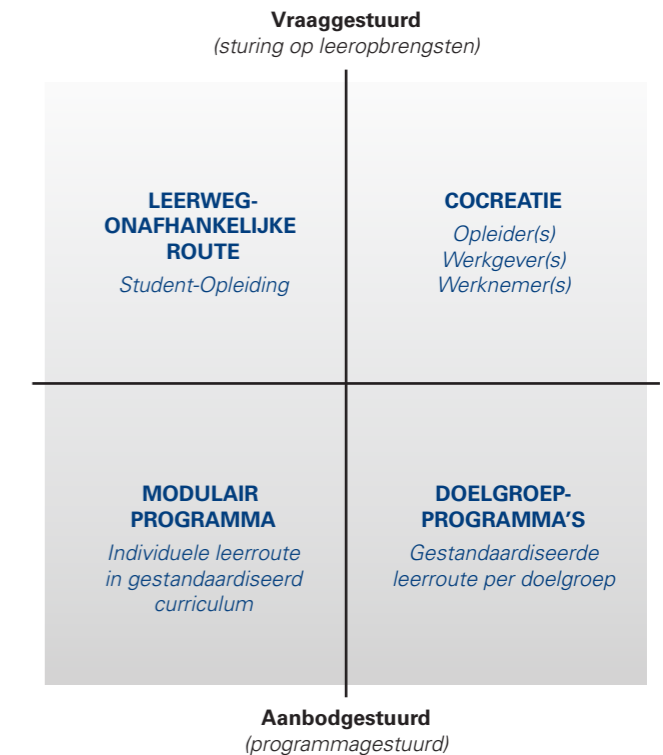 Vraaggestuurd
(sturing op leeropbrengsten)
LEERWEG-
ONAFHANKELIJKE
ROUTE
Student-Opleiding
COCREATIE
Opleider(s)
Werkgever(s)
Werknemer(s)
MODULAIR
PROGRAMMA
Individuele leerroute
in gestandaardiseerd
curriculum
DOELGROEP-
PROGRAMMA’S
Gestandaardiseerde
leerroute per doelgroep
Aanbodgestuurd
(programmagestuurd)